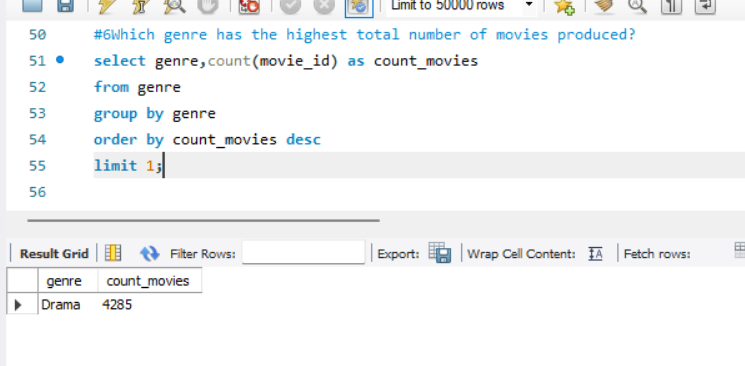 Limit to 50000 rows
50 #6Which genre has the highest total number of movies produced?
51 select genre,count(movie_id) as count_movies
52 from genre
53 group by genre
54 order by count_movies desc
55 limit 1;
56
Result Grid Filter Rows: Export: Wrap Cell Content: Fetch rows:
genre count_movies
Drama 4285